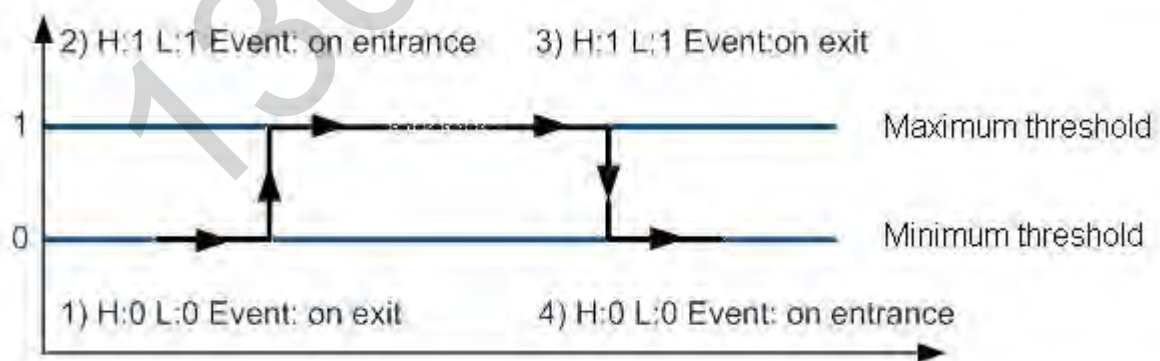 2) H:1 L:1 Event: on entrance 3) H:1 L:1 Event:on exit
1 Maximum threshold
0 Minimum threshold
1) H:0 L:0 Event: on exit 4) H:0 L:0 Event: on entrance